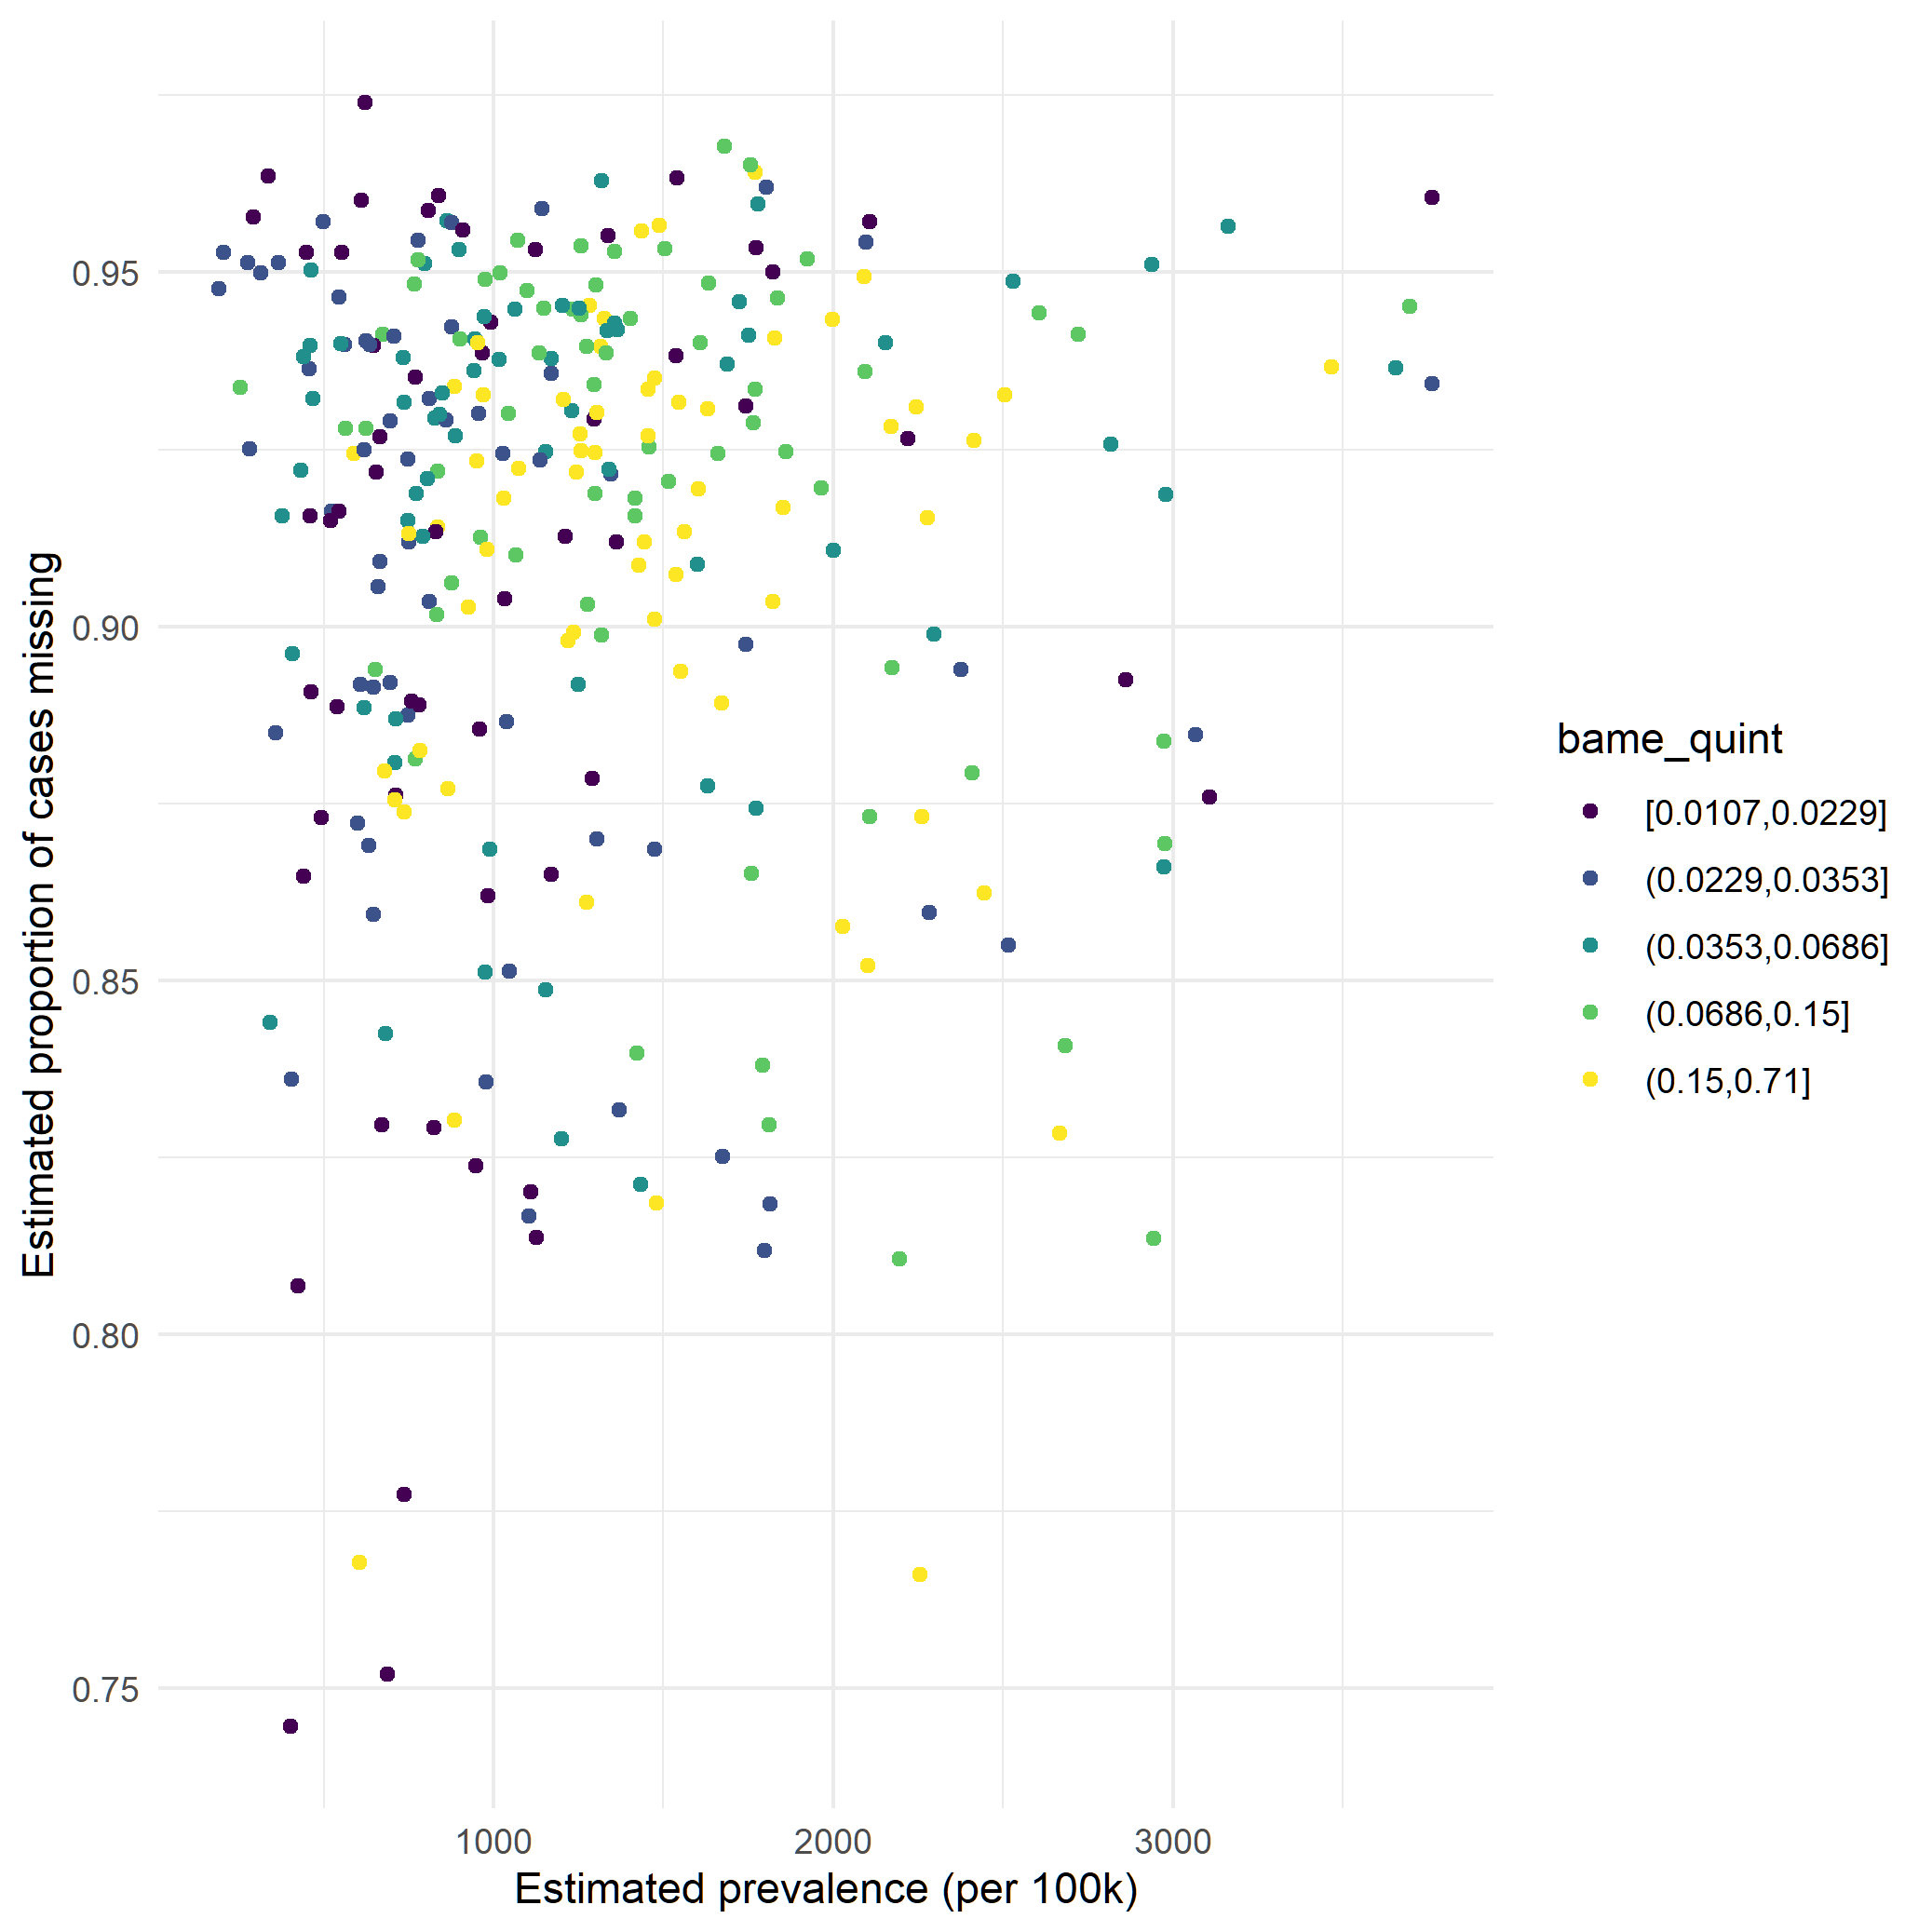 Estimated proportion of cases missing
0.95
0.90
0.85
0.80
0.75
1000 2000 3000
Estimated prevalence (per 100k)
bame_quint
[0.0107,0.0229]
(0.0229,0.0353]
(0.0353,0.0686]
(0.0686,0.15]
(0.15,0.71]